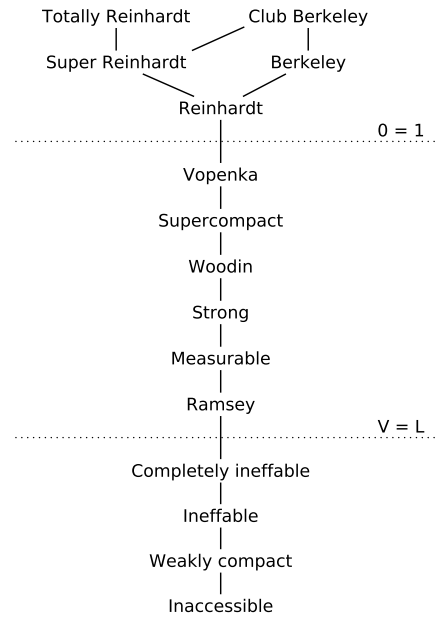 Totally Reinhardt Club Berkeley
Super Reinhardt Berkeley
Reinhardt
0 = 1
Vopenka
Supercompact
Woodin
Strong
Measurable
Ramsey
V = L
Completely ineffable
Ineffable
Weakly compact
Inaccessible